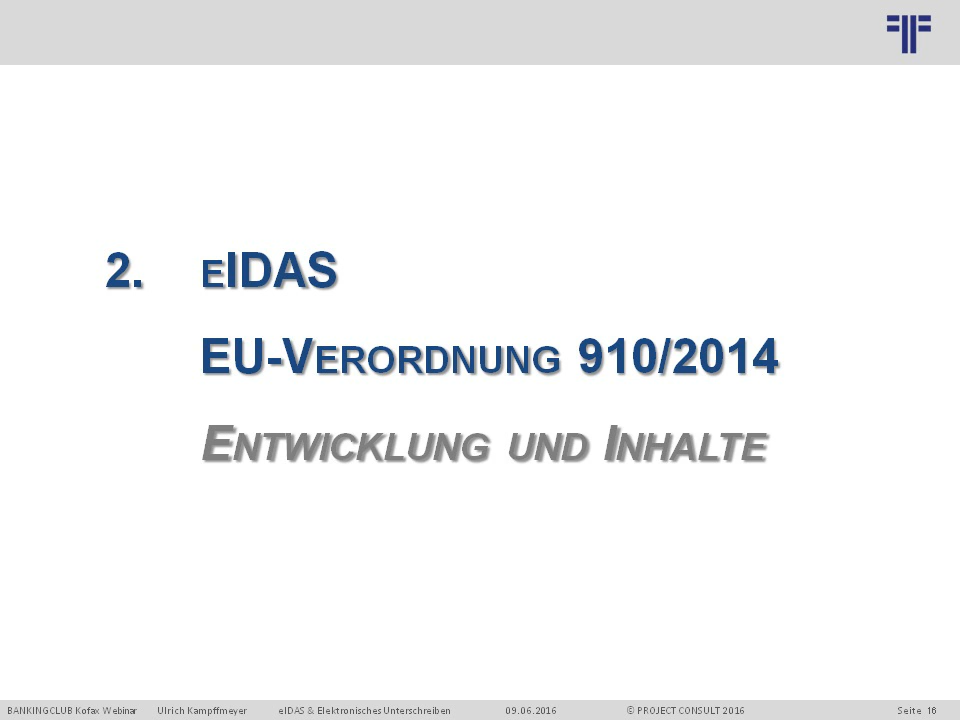 2. eIDAS
EU-Verordnung 910/2014
Entwicklung und Inhalte
BANKINGCLUB Kofax Webinar Ulrich Kampffmeyer eIDAS & Elektronisches Unterschreiben 09.06.2016 © PROJECT CONSULT 2016 Seite 16